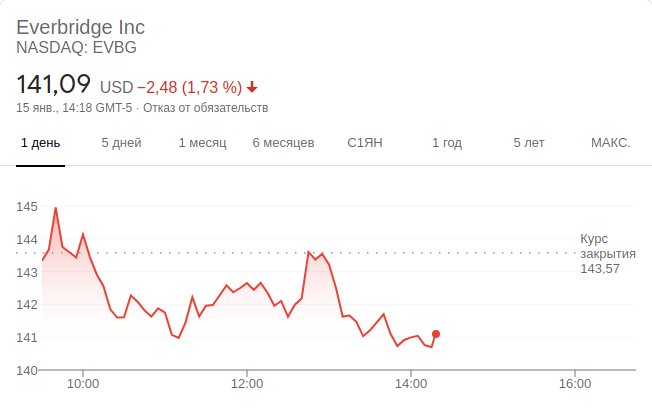 Everbridge Inc
NASDAQ: EVBG
141,09 USD −2,48 (1,73 %)
15 янв., 14:18 GMT-5 · Отказ от обязательств
1 день 5 дней 1 месяц 6 месяцев С1ЯН 1 год 5 лет МАКС.
145
144
143
142
141
140
Курс
закрытия
143,57
10:00 12:00 14:00 16:00